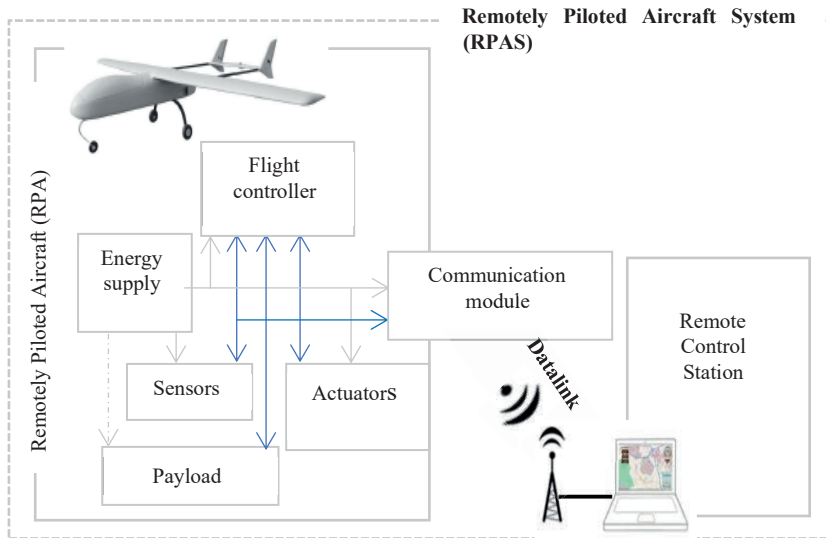 Remotely Piloted Aircraft System
(RPAS)
Remotely Piloted Aircraft (RPA)
Flight
controller
Energy
supply
Communication
module
Remote
Control
Station
Datalink
Sensors
Actuators
Payload